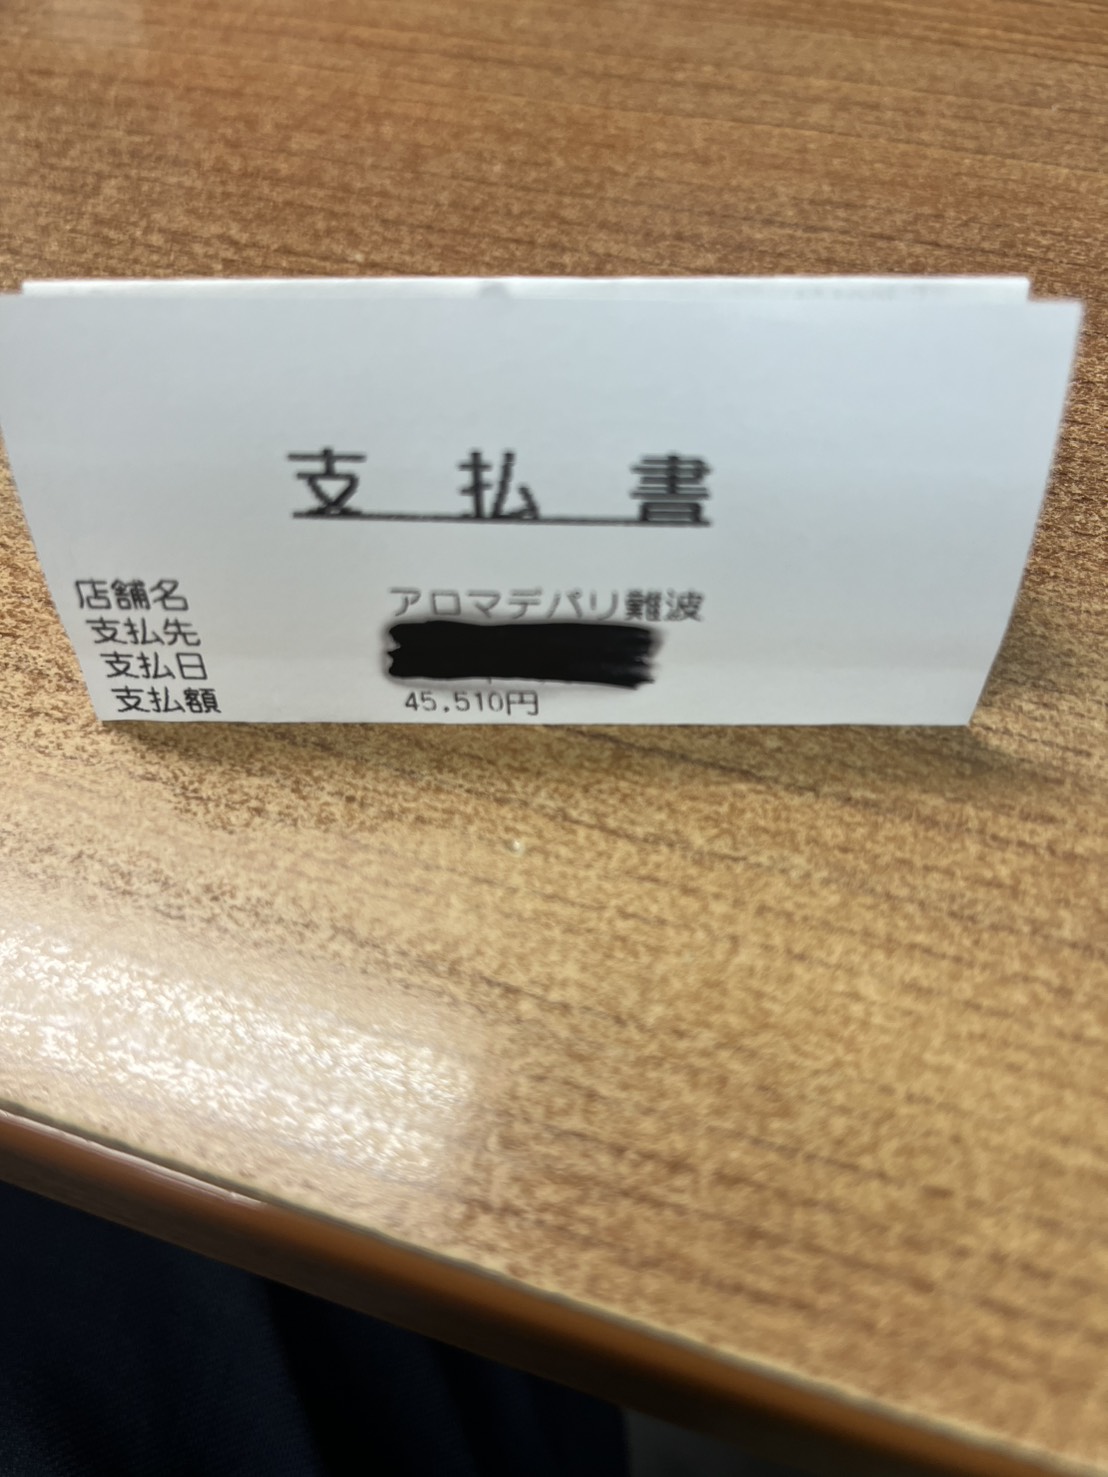 支払書
店舗名 アロマデパリ難波
支払先
支払日
支払額 45,510円